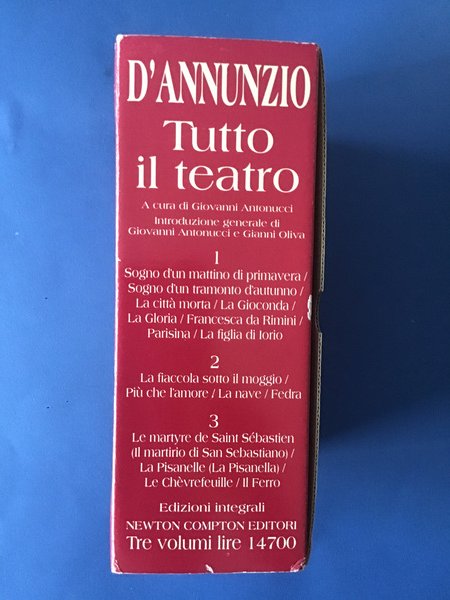 D'ANNUNZIO
Tutto
il teatro
A cura di Giovanni Antonucci
Introduzione generale di
Giovanni Antonucci e Gianni Oliva
1
Sogno d'un mattino di primavera /
Sogno d'un tramonto d'autunno /
La città morta / La Gioconda /
La Gloria / Francesca da Rimini /
Parisina / La figlia di Iorio
2
La fiaccola sotto il moggio /
Più che l'amore / La nave / Fedra
3
Le martyre de Saint Sébastien
(Il martirio di San Sebastiano) /
La Pisanelle (La Pisanella) /
Le Chèvrefeuille / Il Ferro
Edizioni integrali
NEWTON COMPTON EDITORI
Tre volumi lire 14700